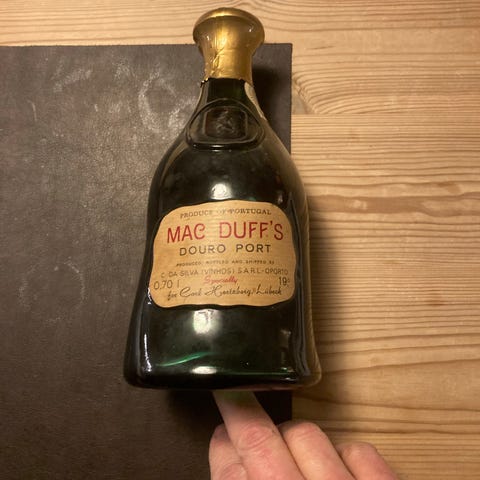 PRODUCE OF PORTUGAL
MAC DUFF'S
DOURO PORT
PRODUCED, BOTTLED AND SHIPPED BY
C. DA SILVA (VINHOS) S A R L - OPORTO
0,70 l Specially 19°
for Carl Lübeck